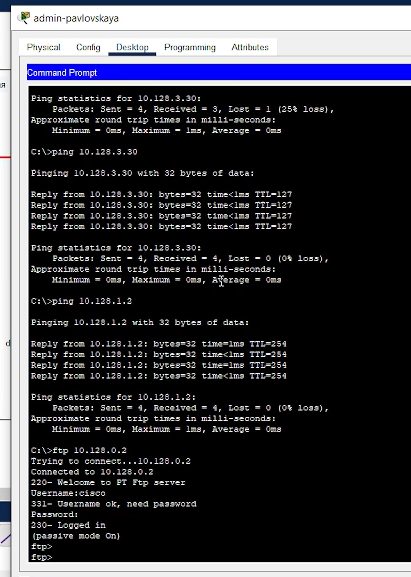 admin-pavlovskaya
Physical Config Desktop Programming Attributes
Command Prompt
Ping statistics for 10.128.3.30:
Packets: Sent = 4, Received = 3, Lost = 1 (25% loss),
Approximate round trip times in milli-seconds:
Minimum = 0ms, Maximum = 1ms, Average = 0ms
C:\>ping 10.128.3.30
Pinging 10.128.3.30 with 32 bytes of data:
Reply from 10.128.3.30: bytes=32 time<1ms TTL=127
Reply from 10.128.3.30: bytes=32 time<1ms TTL=127
Reply from 10.128.3.30: bytes=32 time<1ms TTL=127
Reply from 10.128.3.30: bytes=32 time<1ms TTL=127
Ping statistics for 10.128.3.30:
Packets: Sent = 4, Received = 4, Lost = 0 (0% loss),
Approximate round trip times in milli-seconds:
Minimum = 0ms, Maximum = 0ms, Average = 0ms
C:\>ping 10.128.1.2
Pinging 10.128.1.2 with 32 bytes of data:
Reply from 10.128.1.2: bytes=32 time=1ms TTL=254
Reply from 10.128.1.2: bytes=32 time<1ms TTL=254
Reply from 10.128.1.2: bytes=32 time=1ms TTL=254
Reply from 10.128.1.2: bytes=32 time<1ms TTL=254
Ping statistics for 10.128.1.2:
Packets: Sent = 4, Received = 4, Lost = 0 (0% loss),
Approximate round trip times in milli-seconds:
Minimum = 0ms, Maximum = 1ms, Average = 0ms
C:\>ftp 10.128.0.2
Trying to connect...10.128.0.2
Connected to 10.128.0.2
220- Welcome to PT Ftp server
Username:cisco
331- Username ok, need password
Password:
230- Logged in
(passive mode On)
ftp>
ftp>